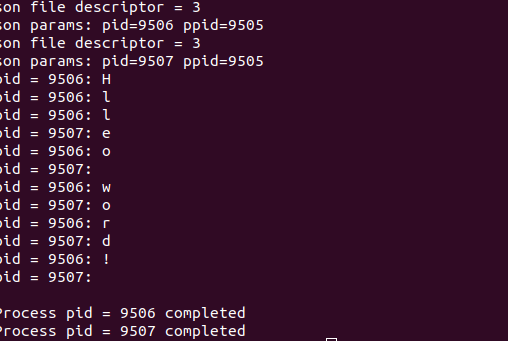 son file descriptor = 3
son params: pid=9506 ppid=9505
son file descriptor = 3
son params: pid=9507 ppid=9505
pid = 9506: H
pid = 9506: l
pid = 9506: l
pid = 9507: e
pid = 9506: o
pid = 9507:
pid = 9506: w
pid = 9507: o
pid = 9506: r
pid = 9507: d
pid = 9506: !
pid = 9507:
Process pid = 9506 completed
Process pid = 9507 completed